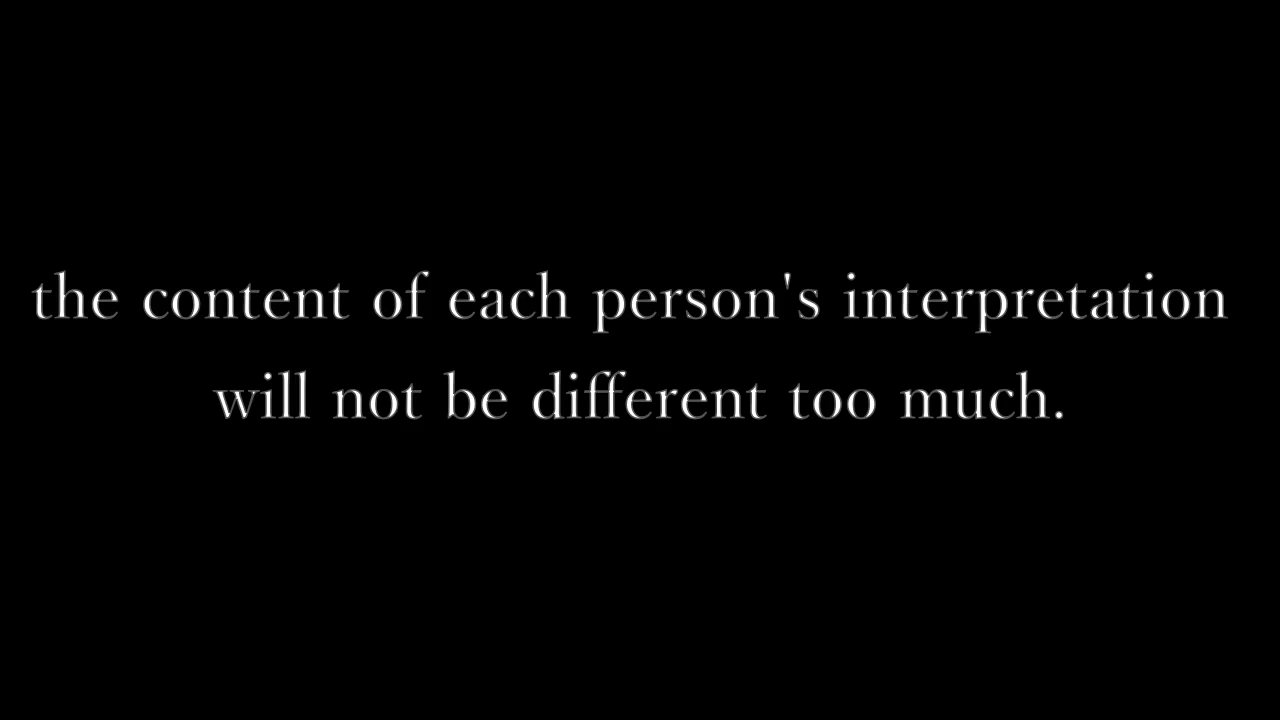 the content of each person's interpretation
will not be different too much.